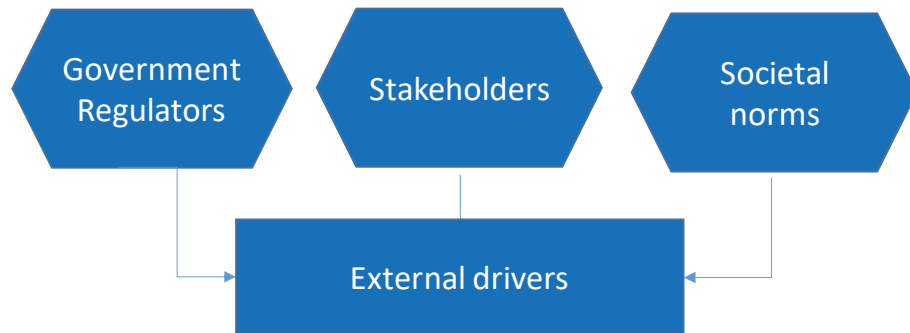 Government
Regulators
Stakeholders
Societal
norms
External drivers